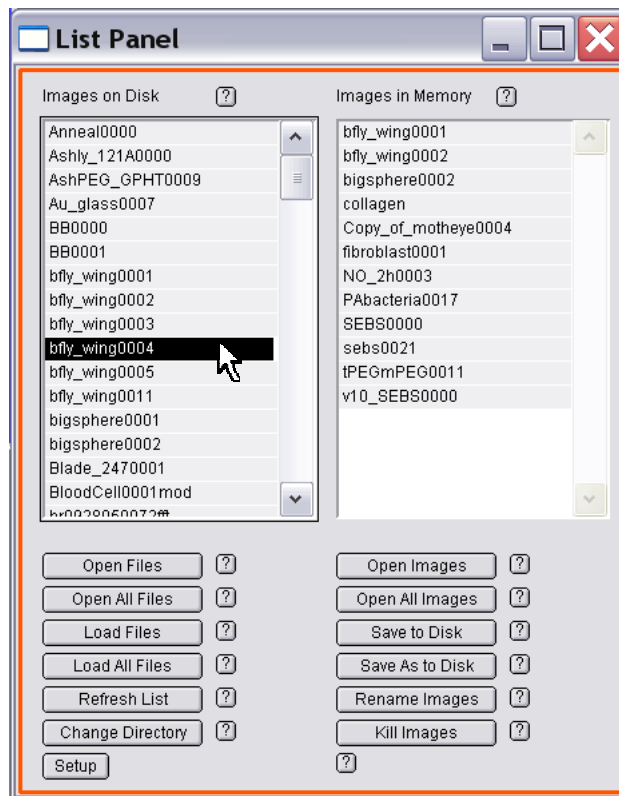 List Panel
Images on Disk ?
Anneal0000
Ashly_121A0000
AshPEG_GPHT0009
Au_glass0007
BB0000
BB0001
bfly_wing0001
bfly_wing0002
bfly_wing0003
bfly_wing0004
bfly_wing0005
bfly_wing0011
bigsphere0001
bigsphere0002
Blade_2470001
BloodCell0001mod
Images in Memory ?
bfly_wing0001
bfly_wing0002
bigsphere0002
collagen
Copy_of_motheye0004
fibroblast0001
NO_2h0003
PAbacteria0017
SEBS0000
sebs0021
tPEGmPEG0011
v10_SEBS0000
Open Files ?
Open All Files ?
Load Files ?
Load All Files ?
Refresh List ?
Change Directory ?
Setup
Open Images ?
Open All Images ?
Save to Disk ?
Save As to Disk ?
Rename Images ?
Kill Images ?
?